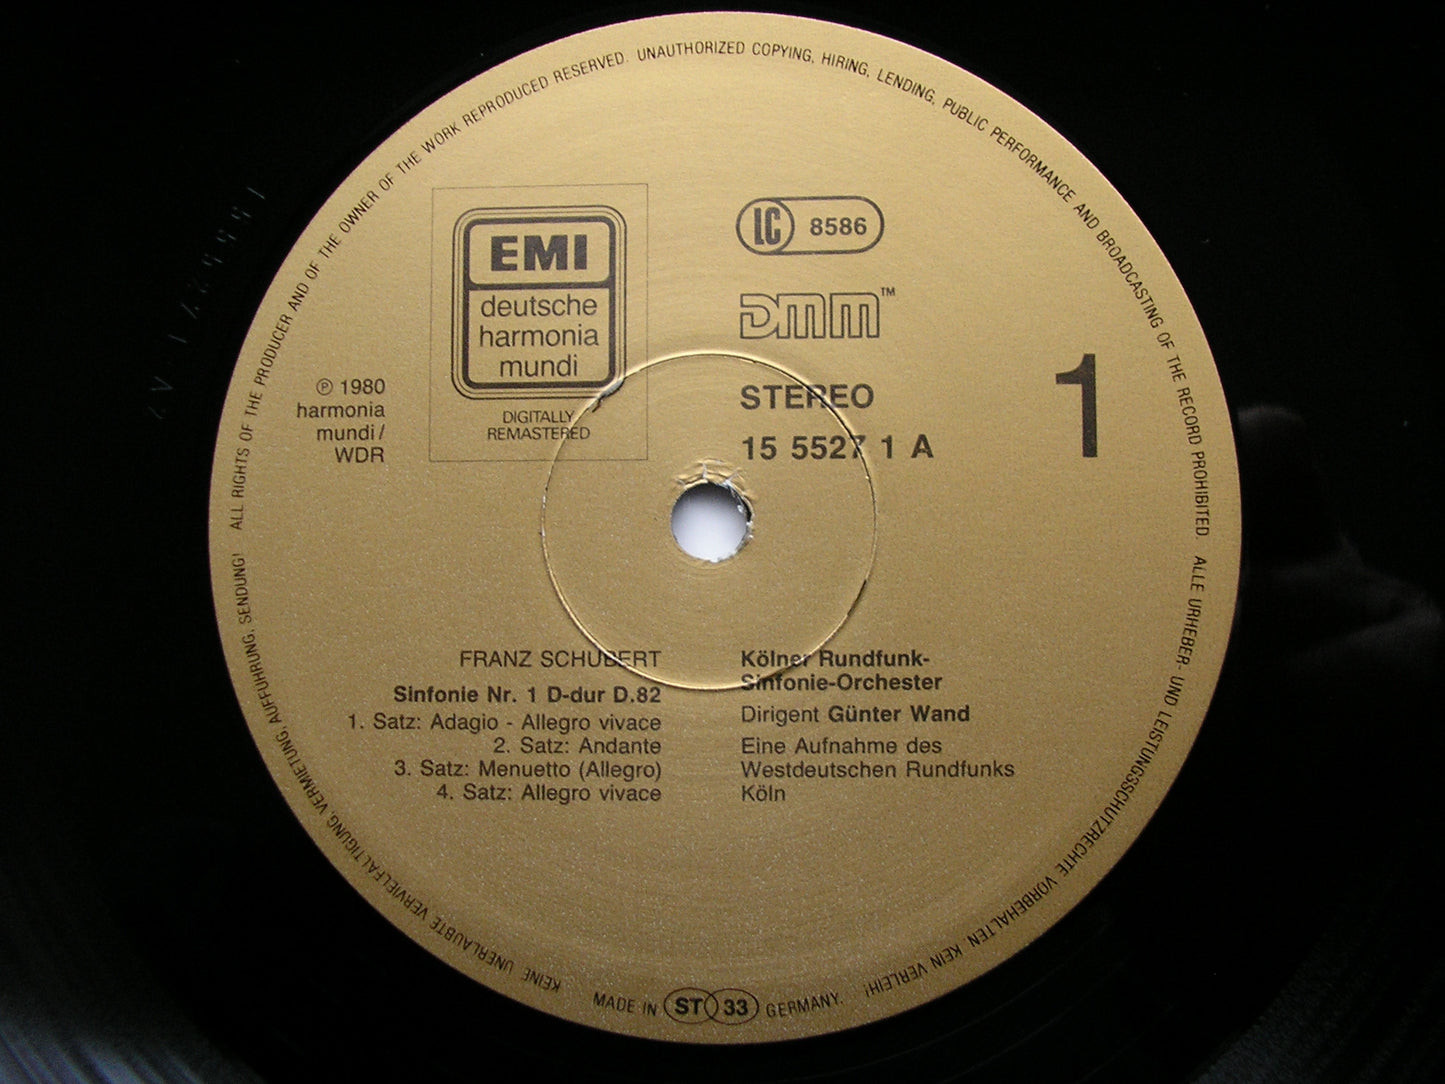 ALL RIGHTS OF THE PRODUCER AND OF THE OWNER OF THE WORK REPRODUCED RESERVED. UNAUTHORIZED COPYING, HIRING, LENDING, PUBLIC PERFORMANCE AND BROADCASTING OF THE RECORD PROHIBITED.
ALLE URHEBER- UND LEISTUNGSSCHUTZRECHTE VORBEHALTEN. KEIN VERLEIH! KEINE UNERLAUBTE VERVIELFÄLTIGUNG, VERMIETUNG, AUFFÜHRUNG, SENDUNG!
EMI
deutsche
harmonia
mundi
DIGITALLY
REMASTERED
LC 8586
DMM™
STEREO
15 5527 1 A
1
℗ 1980
harmonia
mundi/
WDR
FRANZ SCHUBERT
Sinfonie Nr. 1 D-dur D.82
1. Satz: Adagio - Allegro vivace
2. Satz: Andante
3. Satz: Menuetto (Allegro)
4. Satz: Allegro vivace
Kölner Rundfunk-
Sinfonie-Orchester
Dirigent Günter Wand
Eine Aufnahme des
Westdeutschen Rundfunks
Köln
MADE IN ST 33 GERMANY.